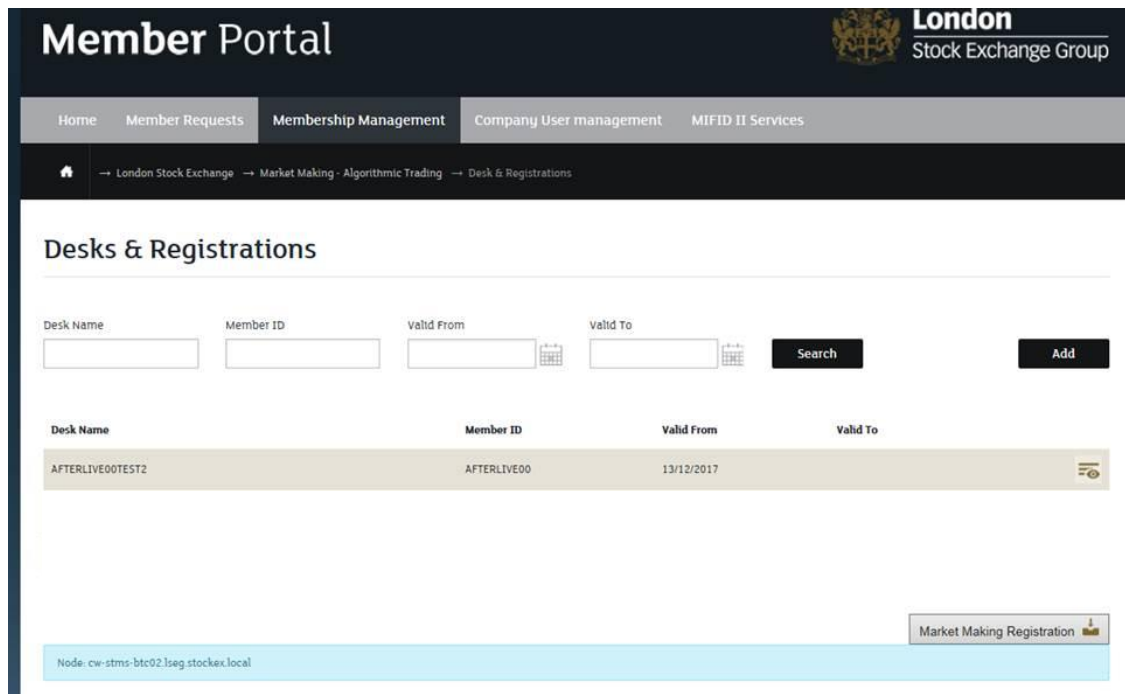 Member Portal
London
Stock Exchange Group
Home Member Requests Membership Management Company User management MIFID II Services
→ London Stock Exchange → Market Making - Algorithmic Trading → Desk & Registrations
Desks & Registrations
Desk Name Member ID Valid From Valid To
Search Add
Desk Name Member ID Valid From Valid To
AFTERLIVE00TEST2 AFTERLIVE00 13/12/2017
Market Making Registration
Node: cw-stms-btc02.lseg.stockex.local